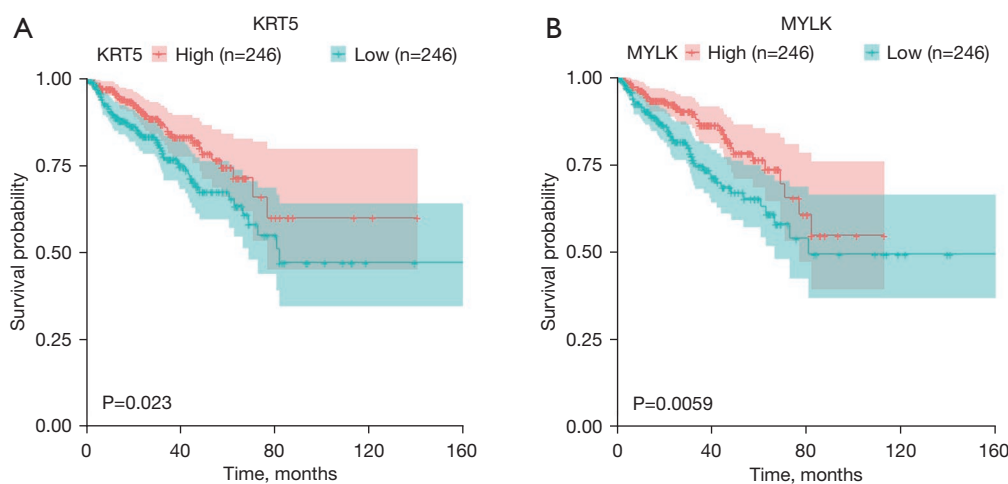 A
KRT5
KRT5 High (n=246) Low (n=246)
Survival probability
1.00
0.75
0.50
0.25
0.00
P=0.023
0 40 80 120 160
Time, months
B
MYLK
MYLK High (n=246) Low (n=246)
Survival probability
1.00
0.75
0.50
0.25
0.00
P=0.0059
0 40 80 120 160
Time, months